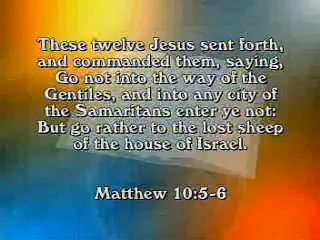 These twelve Jesus sent forth,
and commanded them, saying,
Go not into the way of the
Gentiles, and into any city of
the Samaritans enter ye not:
But go rather to the lost sheep
of the house of Israel.
Matthew 10:5-6